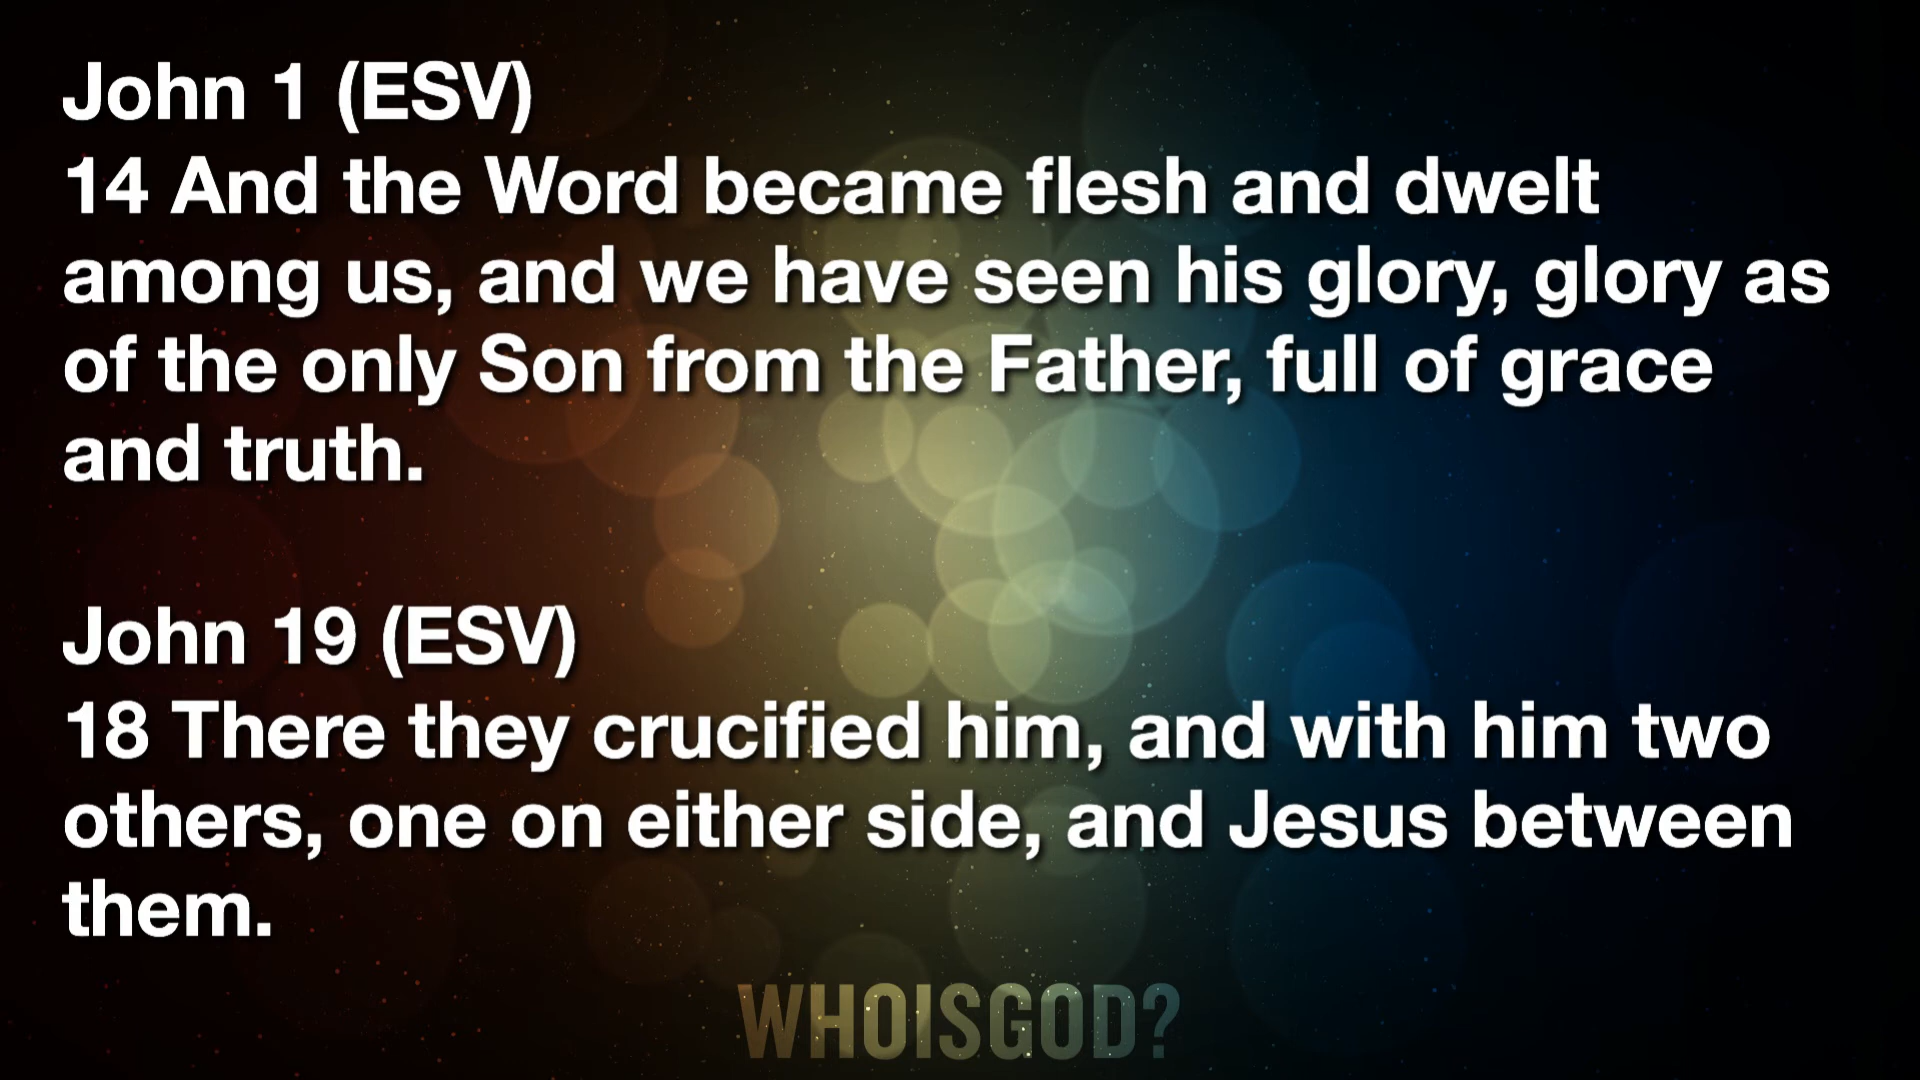 John 1 (ESV)
14 And the Word became flesh and dwelt
among us, and we have seen his glory, glory as
of the only Son from the Father, full of grace
and truth.
John 19 (ESV)
18 There they crucified him, and with him two
others, one on either side, and Jesus between
them.
WHOISGOD?